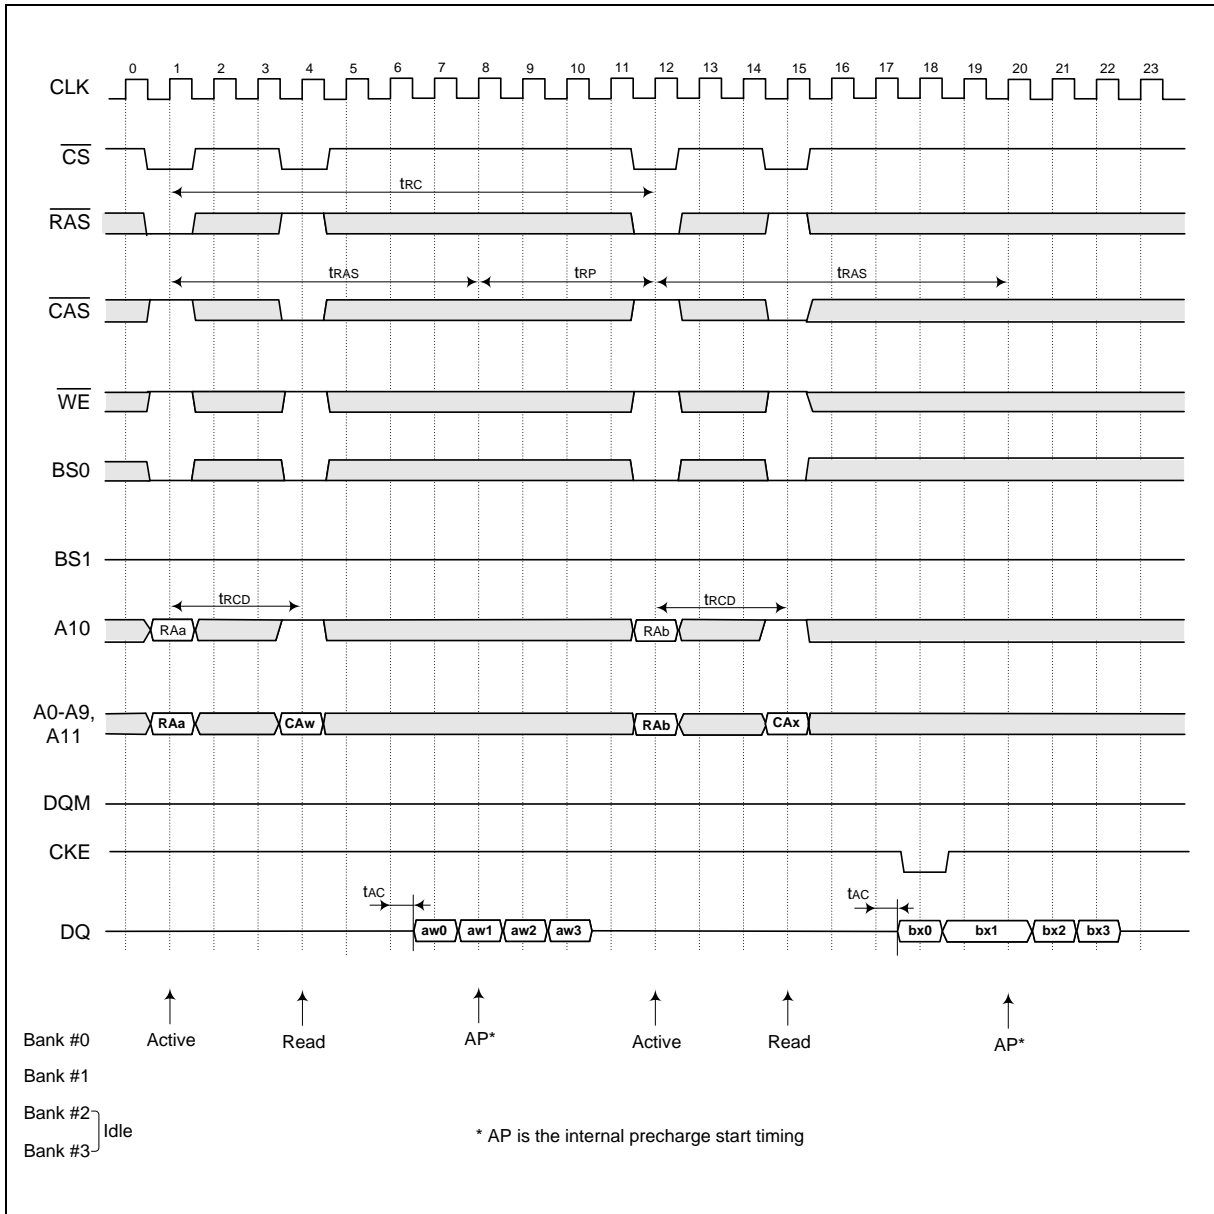 0 1 2 3 4 5 6 7 8 9 10 11 12 13 14 15 16 17 18 19 20 21 22 23
CLK
CS
tRC
RAS
tRAS tRP tRAS
CAS
WE
BS0
BS1
tRCD tRCD
A10 RAa RAb
A0-A9,
A11 RAa CAw RAb CAx
DQM
CKE
tAC tAC
DQ aw0 aw1 aw2 aw3 bx0 bx1 bx2 bx3
Bank #0 Active Read AP* Active Read AP*
Bank #1
Bank #2
Idle
Bank #3
* AP is the internal precharge start timing